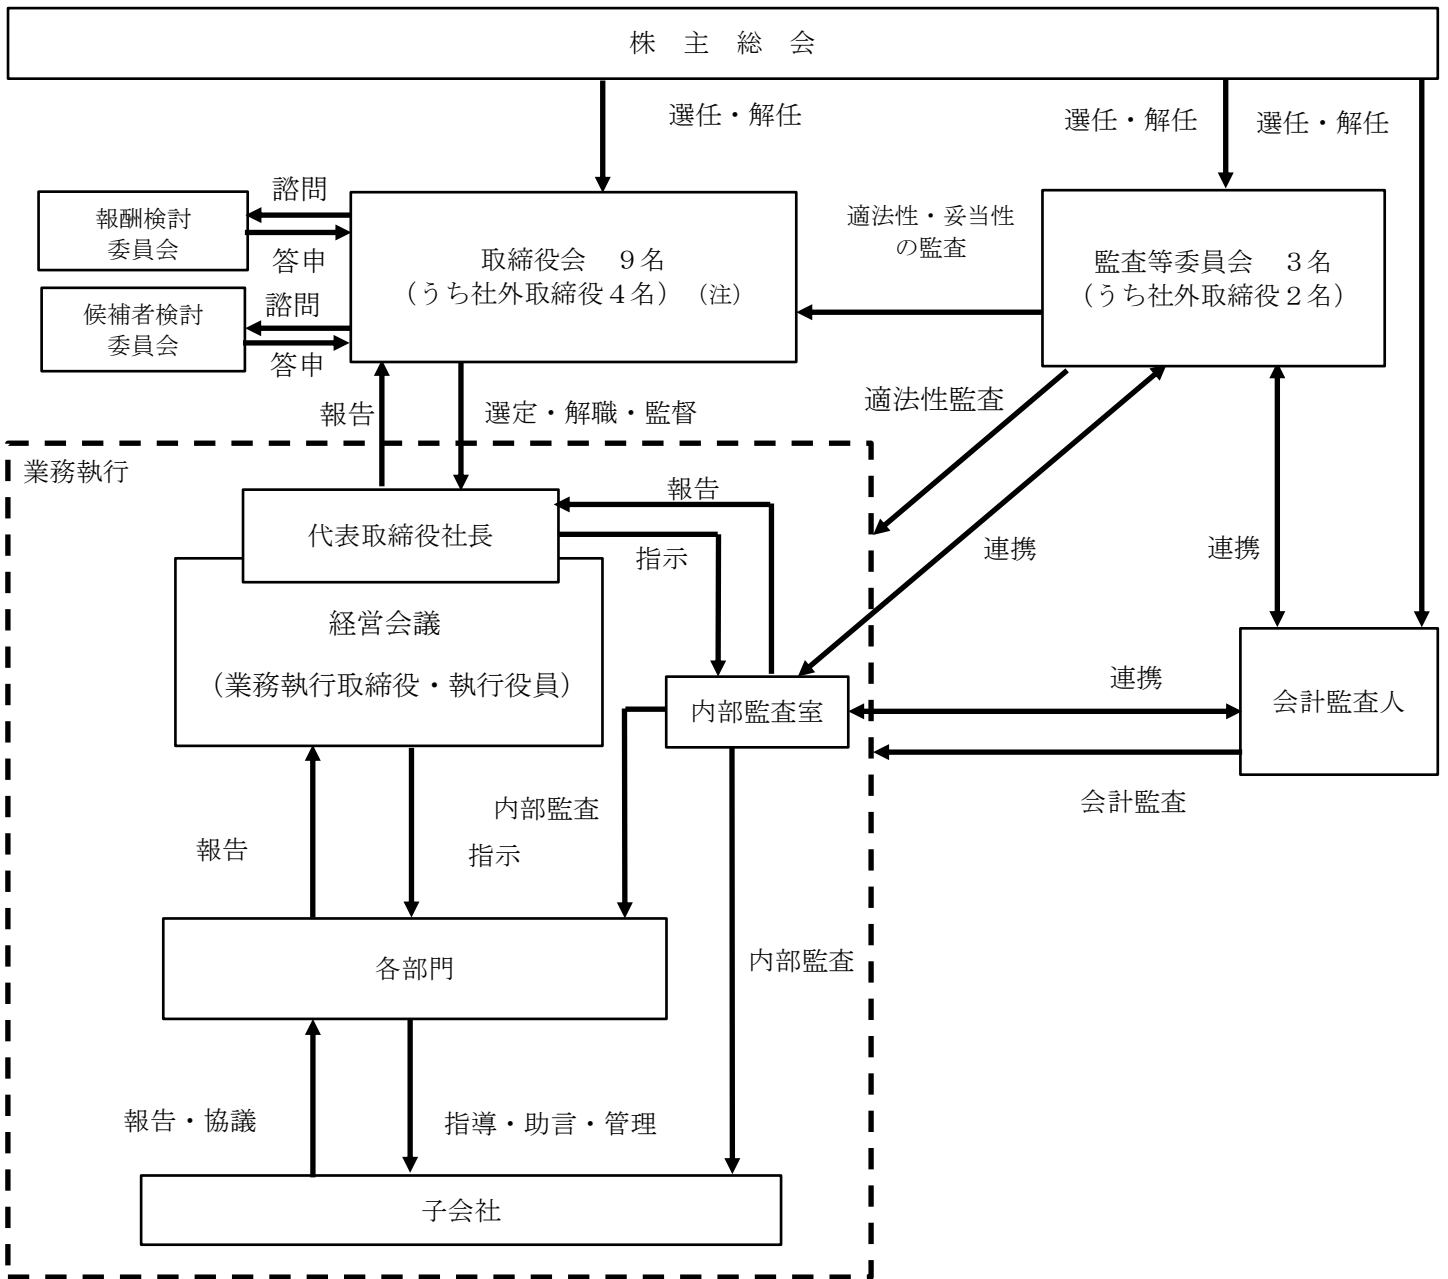 株 主 総 会
選任・解任
選任・解任
選任・解任
報酬検討
委員会
諮問
答申
候補者検討
委員会
諮問
答申
取締役会 9名
(うち社外取締役4名) (注)
適法性・妥当性
の監査
監査等委員会 3名
(うち社外取締役2名)
報告
選定・解職・監督
適法性監査
業務執行
代表取締役社長
報告
指示
連携
連携
経営会議
(業務執行取締役・執行役員)
内部監査室
連携
会計監査人
会計監査
内部監査
報告
指示
各部門
内部監査
報告・協議
指導・助言・管理
子会社